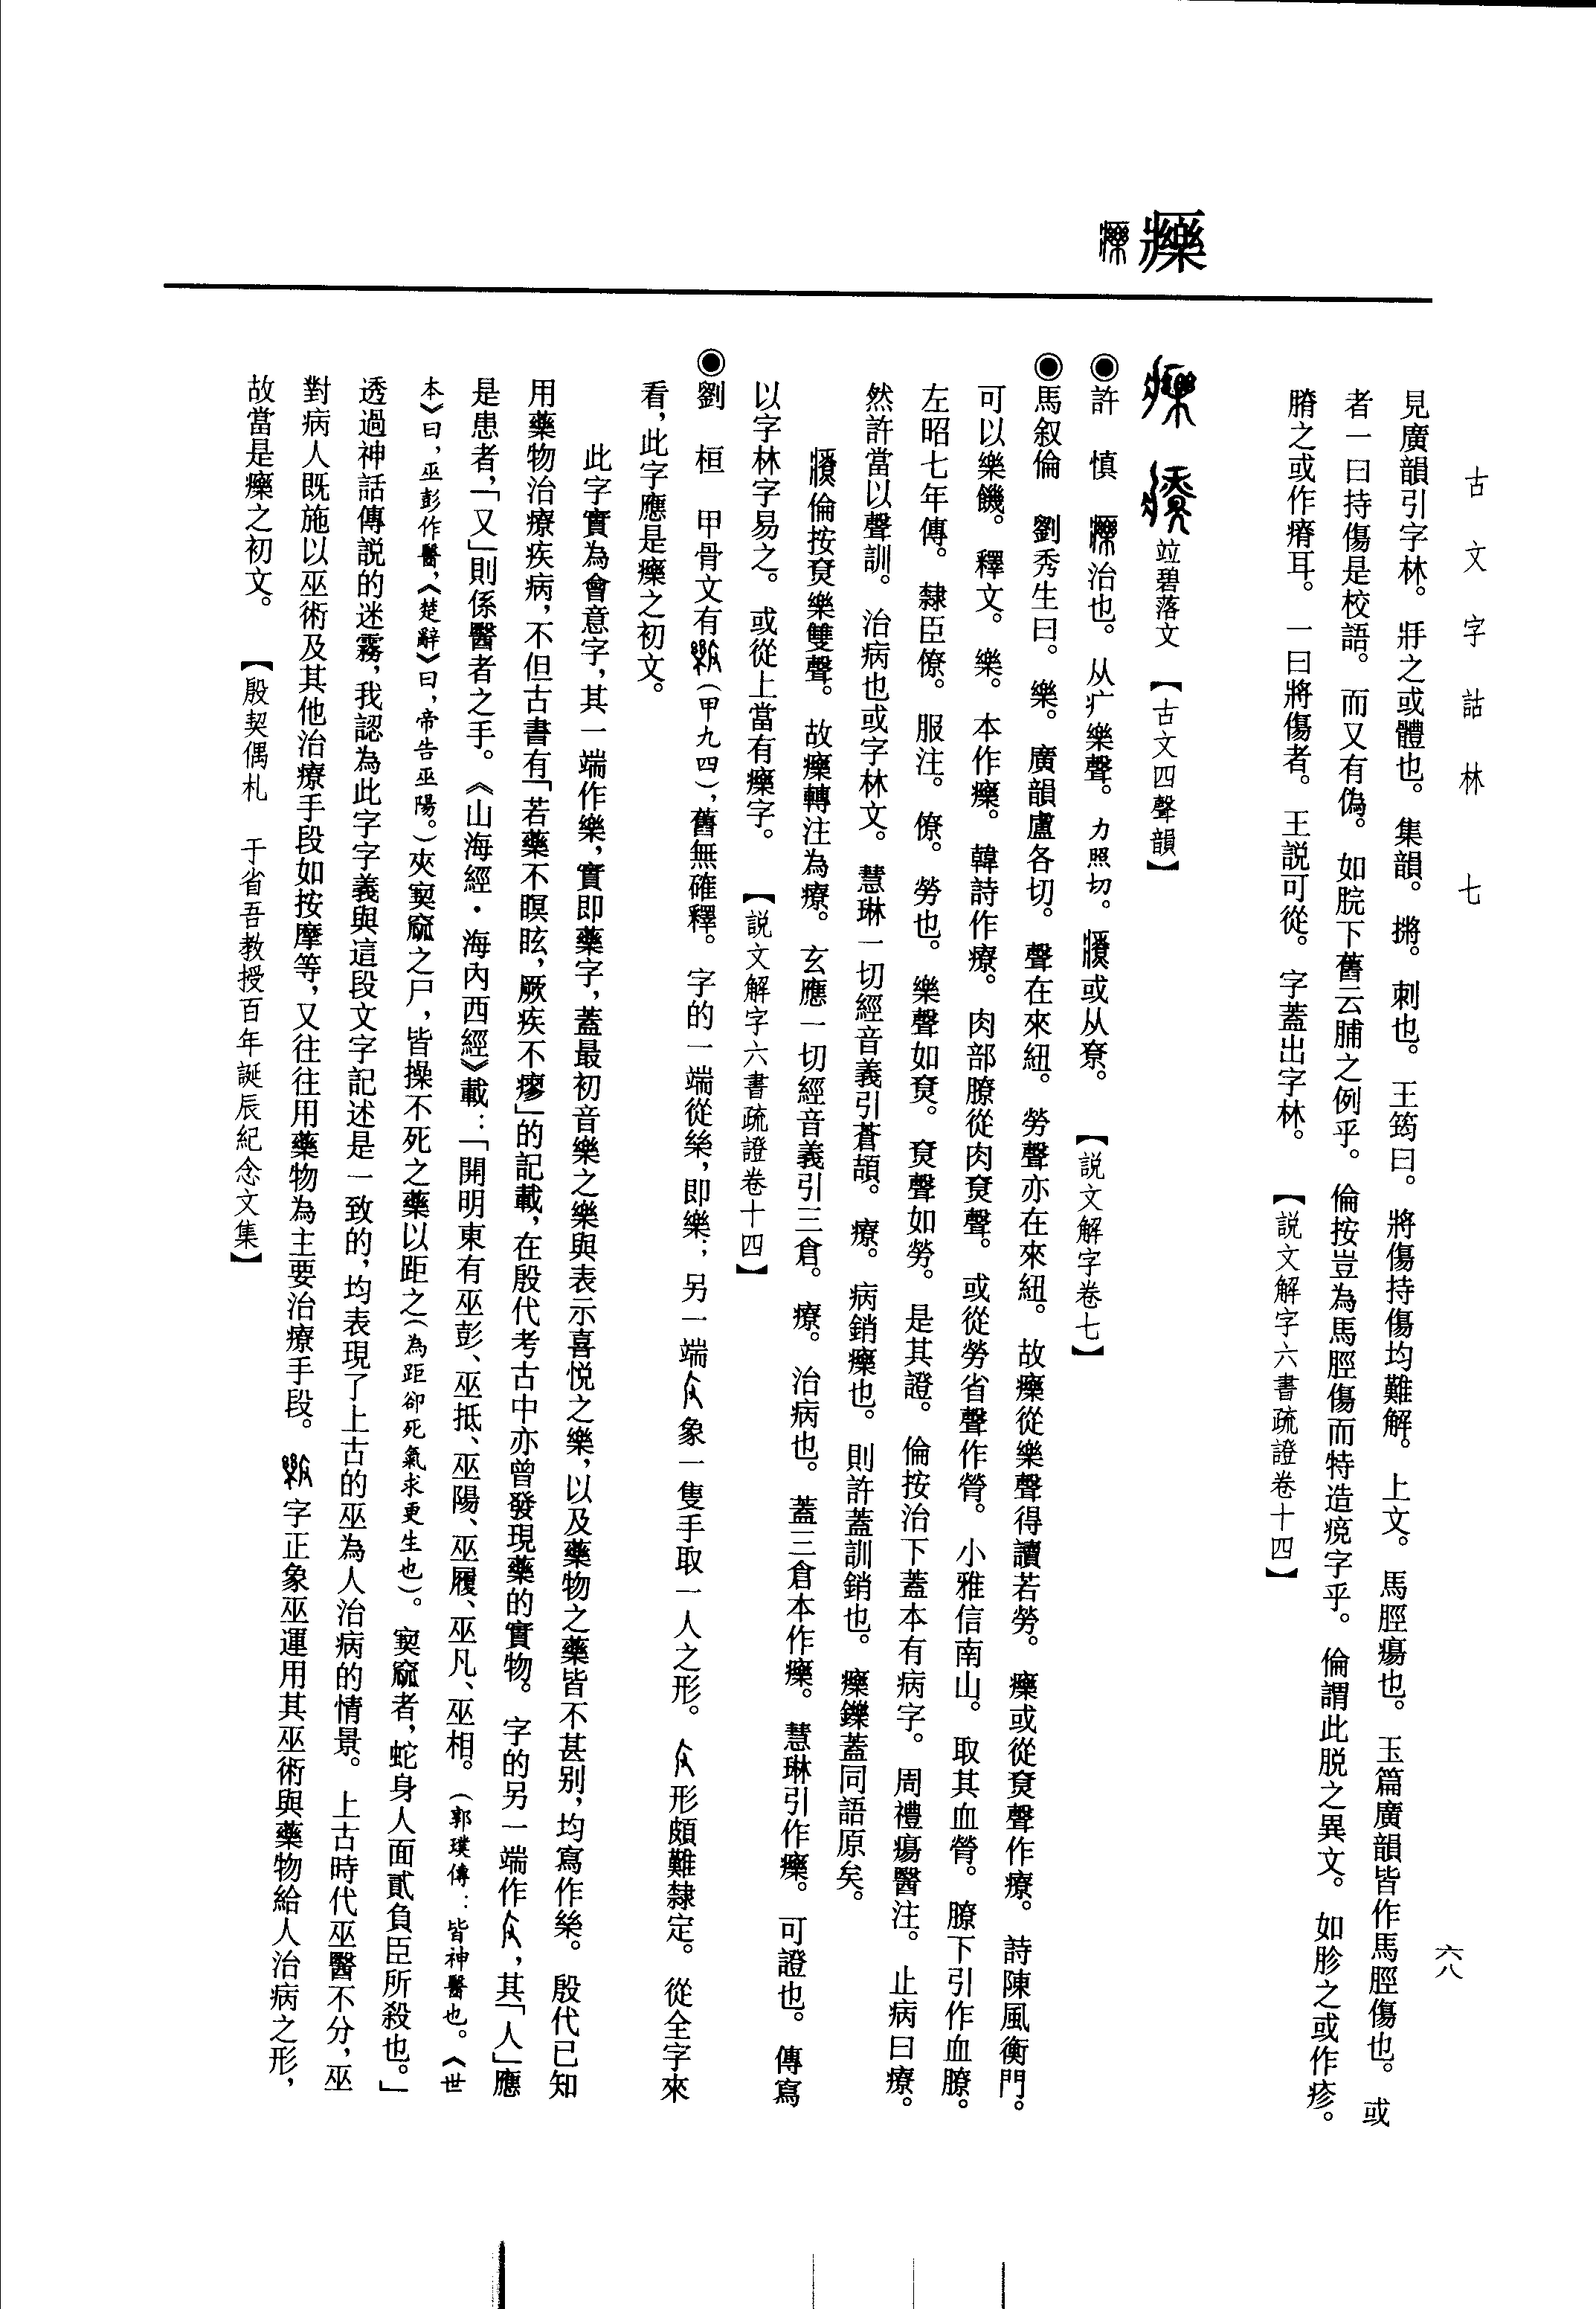 古文字詁林 七
六八
見廣韻引字林。牂之或體也。集韻。摪。刺也。王筠曰。將傷持傷均難解。上文。馬脛瘍也。玉篇廣韻皆作馬脛傷也。或
者一曰持傷是校語。而又有偽。如脘下舊云脯之例乎。倫按豈為馬脛傷而特造𤷾字乎。倫謂此脱之異文。如胗之或作疹。
膌之或作瘠耳。一曰將傷者。王説可從。字蓋出字林。【説文解字六書疏證卷十四】
𤻲
竝碧落文【古文四聲韻】
◉許 慎 治也。从疒樂聲。力照切。或从尞。【説文解字卷七】
◉馬叙倫 劉秀生曰。樂。廣韻盧各切。聲在來紐。勞聲亦在來紐。故𤻲從樂聲得讀若勞。𤻲或從尞聲作療。詩陳風衡門。
可以樂饑。釋文。樂。本作𤻲。韓詩作療。肉部膫從肉尞聲。或從勞省聲作膋。小雅信南山。取其血膋。膫下引作血膫。
左昭七年傳。隸臣僚。服注。僚。勞也。樂聲如尞。尞聲如勞。是其證。倫按治下蓋本有病字。周禮瘍醫注。止病曰療。
然許當以聲訓。治病也或字林文。慧琳一切經音義引蒼頡。療。病銷𤻲也。則許蓋訓銷也。𤻲鑠蓋同語原矣。
倫按尞樂雙聲。故𤻲轉注為療。玄應一切經音義引三倉。療。治病也。蓋三倉本作𤻲。慧琳引作𤻲。可證也。傳寫
以字林字易之。或從上當有𤻲字。【説文解字六書疏證卷十四】
◉劉 桓 甲骨文有（甲九四），舊無確釋。字的一端從𢆶，即樂；另一端象一隻手取一人之形。形頗難隸定。從全字來
看，此字應是𤻲之初文。
此字實為會意字，其一端作樂，實即藥字，蓋最初音樂之樂與表示喜悦之樂，以及藥物之藥皆不甚别，均寫作。殷代已知
用藥物治療疾病，不但古書有「若藥不瞑眩，厥疾不瘳」的記載，在殷代考古中亦曾發現藥的實物。字的另一端作，其「人」應
是患者，「又」則係醫者之手。《山海經・海内西經》載：「開明東有巫彭、巫抵、巫陽、巫履、巫凡、巫相。（郭璞傳：皆神醫也。《世
本》曰，巫彭作醫，《楚辭》曰，帝告巫陽。）夾窫窳之尸，皆操不死之藥以距之（為距卻死氣求更生也）。窫窳者，蛇身人面貳負臣所殺也。」
透過神話傳説的迷霧，我認為此字字義與這段文字記述是一致的，均表現了上古的巫為人治病的情景。上古時代巫醫不分，巫
對病人既施以巫術及其他治療手段如按摩等，又往往用藥物為主要治療手段。字正象巫運用其巫術與藥物給人治病之形，
故當是𤻲之初文。【殷契偶札 于省吾教授百年誕辰紀念文集】